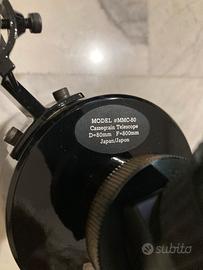 MODEL #MMC-80
Cassegrain Telescope
D=80mm F=800mm
Japan/Japon
subito